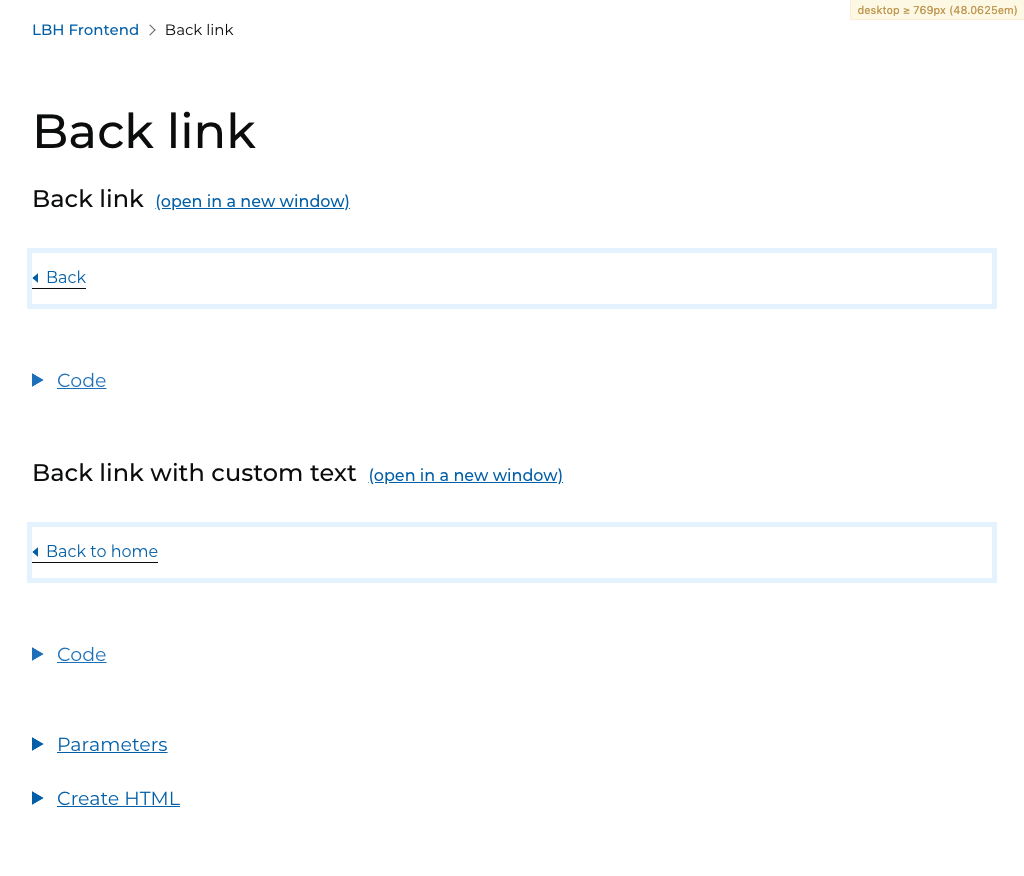 desktop ≥ 769px (48.0625em)
LBH Frontend Back link
Back link
Back link (open in a new window)
Back
Code
Back link with custom text (open in a new window)
Back to home
Code
Parameters
Create HTML